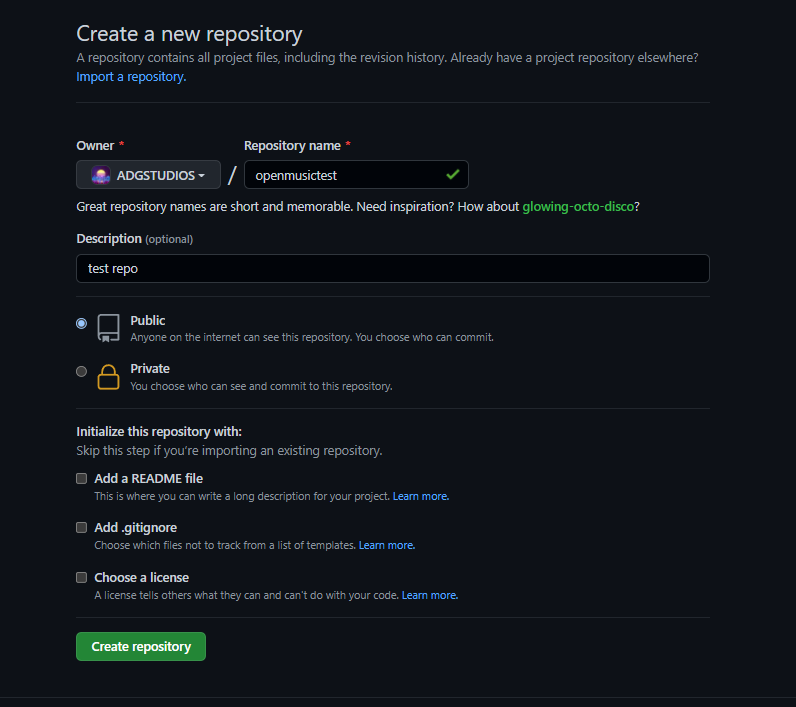 Create a new repository
A repository contains all project files, including the revision history. Already have a project repository elsewhere?
Import a repository.
Owner * Repository name *
ADGSTUDIOS / openmusictest
Great repository names are short and memorable. Need inspiration? How about glowing-octo-disco?
Description (optional)
test repo
Public
Anyone on the internet can see this repository. You choose who can commit.
Private
You choose who can see and commit to this repository.
Initialize this repository with:
Skip this step if you're importing an existing repository.
Add a README file
This is where you can write a long description for your project. Learn more.
Add .gitignore
Choose which files not to track from a list of templates. Learn more.
Choose a license
A license tells others what they can and can't do with your code. Learn more.
Create repository